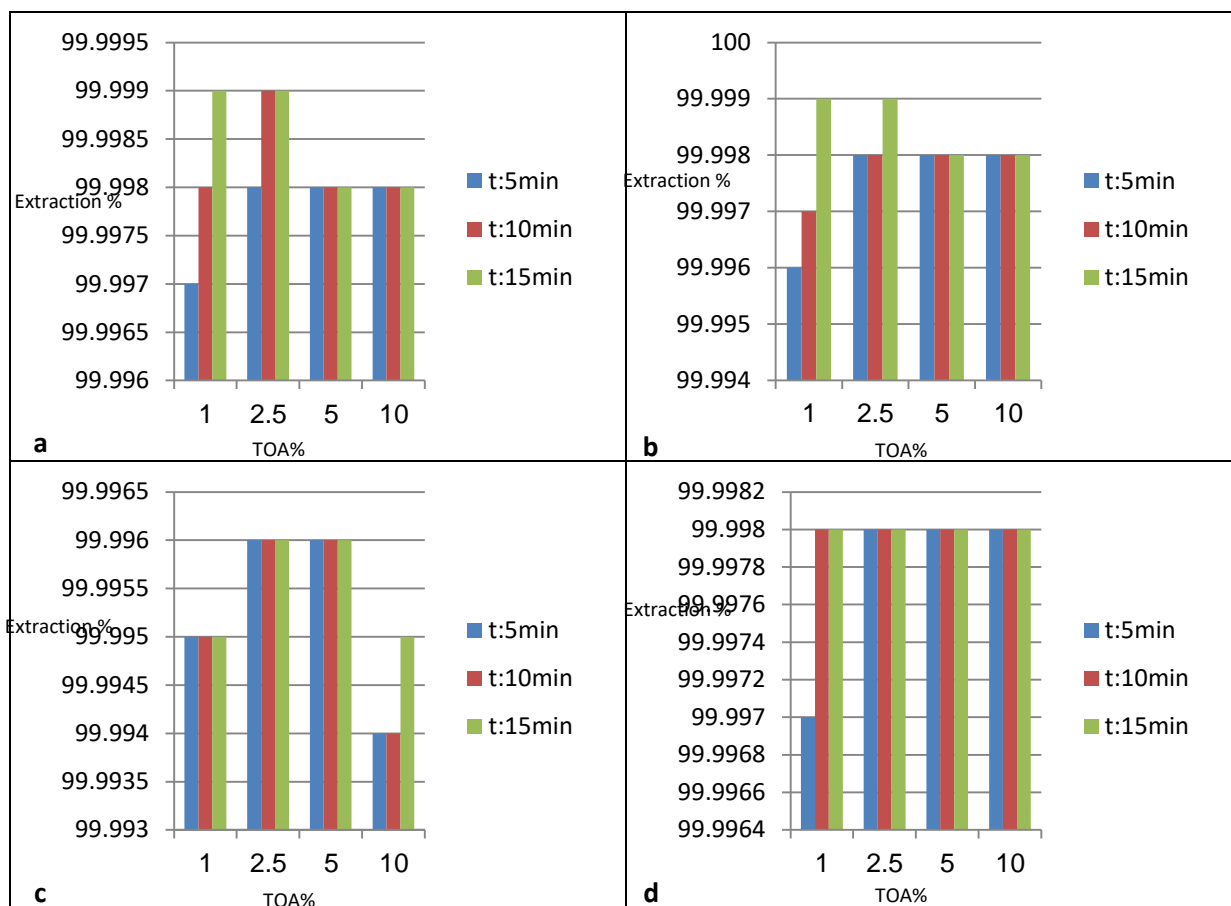 99.9995
99.999
99.9985
99.998
Extraction %
99.9975
99.997
99.9965
99.996
1 2.5 5 10
TOA%
t:5min
t:10min
t:15min
a
100
99.999
99.998
Extraction %
99.997
99.996
99.995
99.994
1 2.5 5 10
TOA%
t:5min
t:10min
t:15min
b
99.9965
99.996
99.9955
Extraction %
99.995
99.9945
99.994
99.9935
99.993
1 2.5 5 10
TOA%
t:5min
t:10min
t:15min
c
99.9982
99.998
99.9978
99.9976
Extraction %
99.9974
99.9972
99.997
99.9968
99.9966
99.9964
1 2.5 5 10
TOA%
t:5min
t:10min
t:15min
d